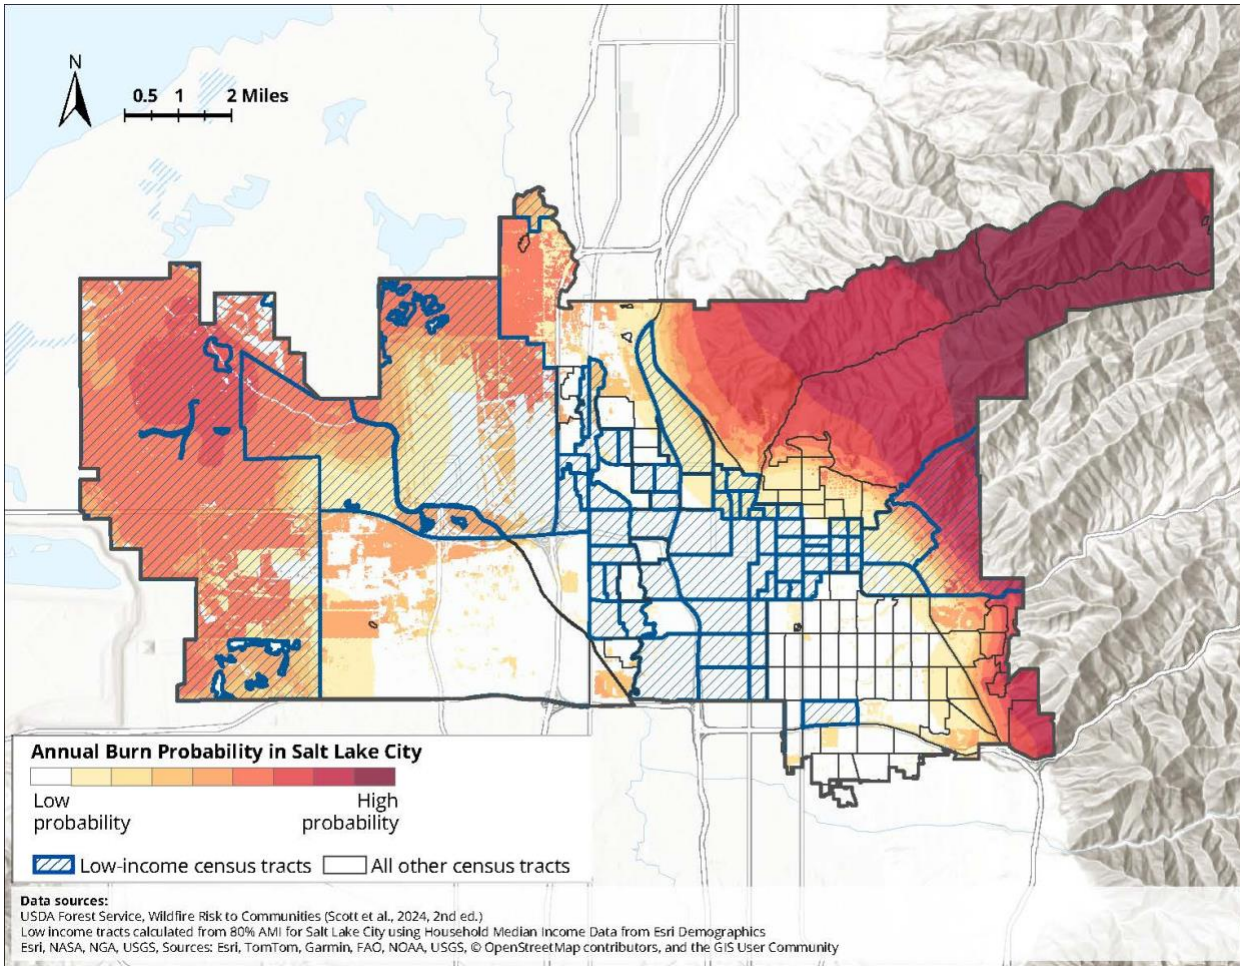 N
0.5 1 2 Miles
Annual Burn Probability in Salt Lake City
Low probability
High probability
Low-income census tracts
All other census tracts
Data sources:
USDA Forest Service, Wildfire Risk to Communities (Scott et al., 2024, 2nd ed.)
Low income tracts calculated from 80% AMI for Salt Lake City using Household Median Income Data from Esri Demographics
Esri, NASA, NGA, USGS, Sources: Esri, TomTom, Garmin, FAO, NOAA, USGS, © OpenStreetMap contributors, and the GIS User Community